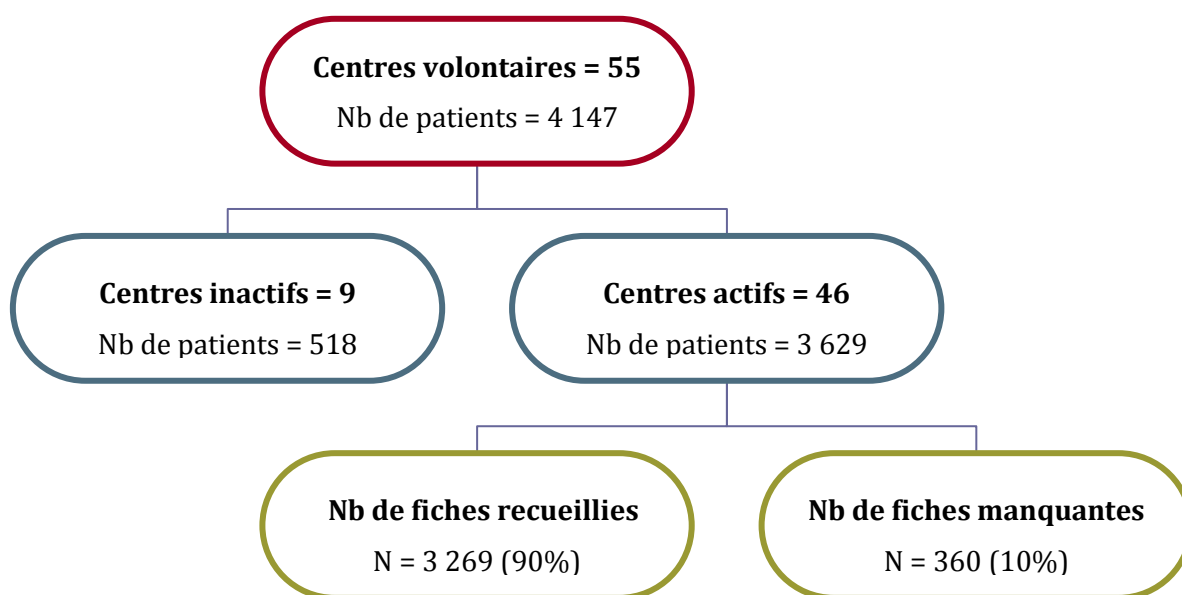 Centres volontaires = 55
Nb de patients = 4 147
Centres inactifs = 9
Nb de patients = 518
Centres actifs = 46
Nb de patients = 3 629
Nb de fiches recueillies
N = 3 269 (90%)
Nb de fiches manquantes
N = 360 (10%)